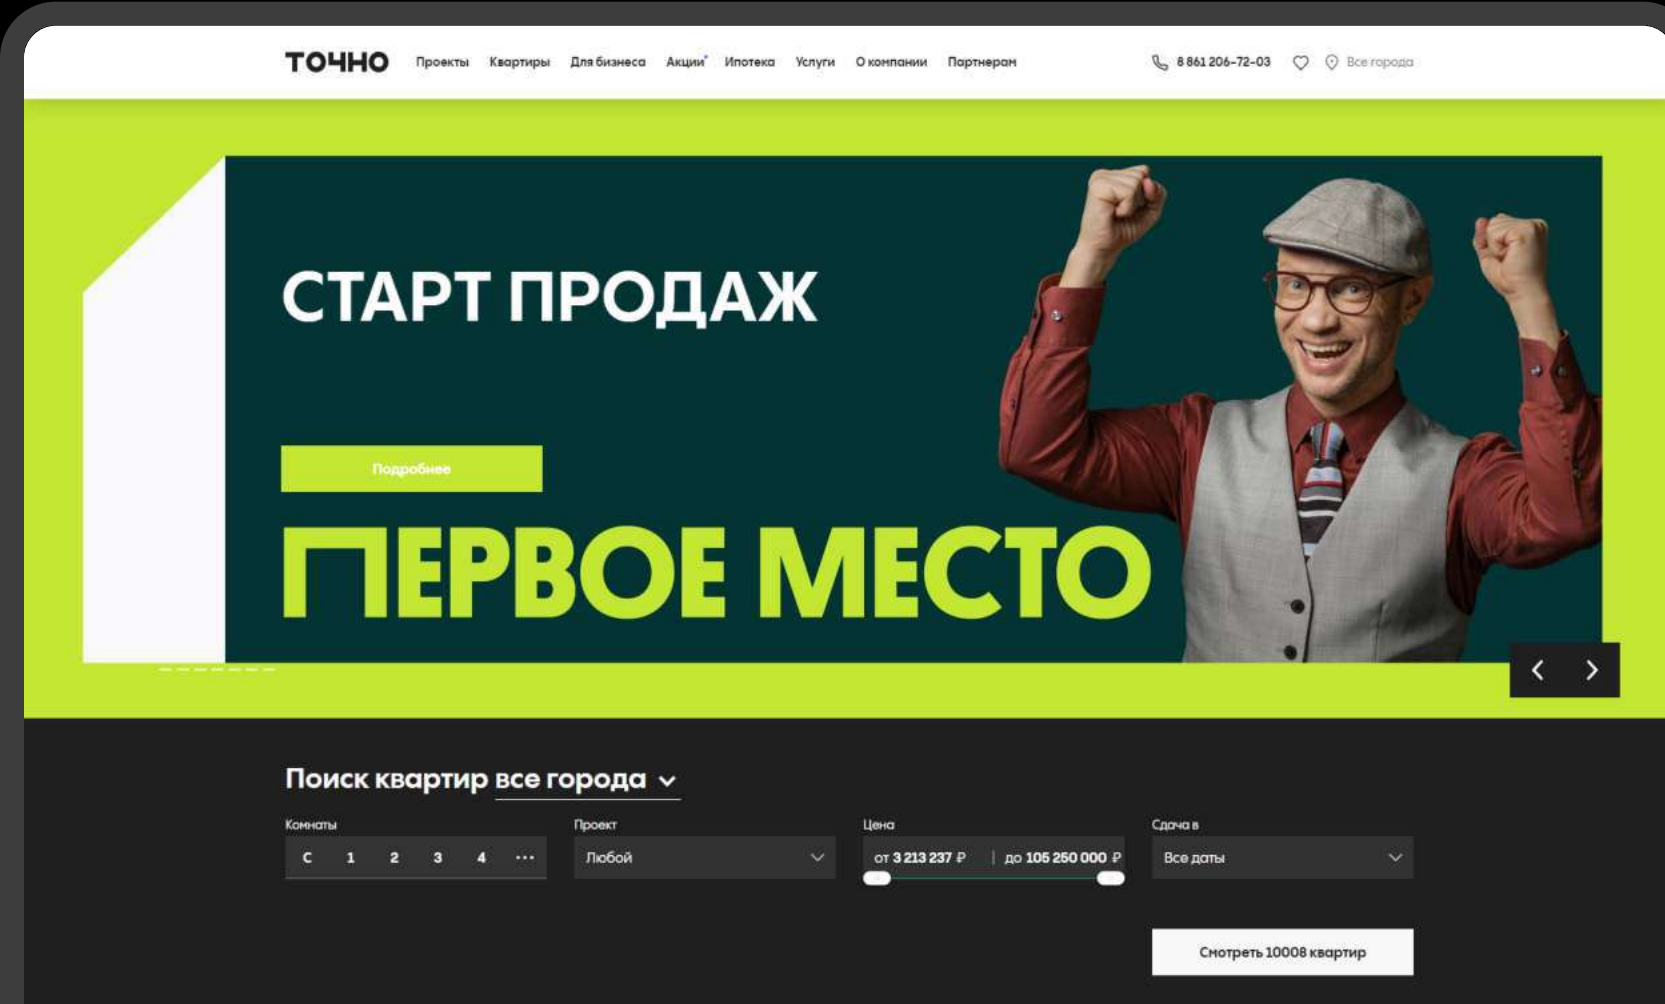 ТОЧНО Проекты Квартиры Для бизнеса Акции Ипотека Услуги О компании Партнерам 8 861 206-72-03 Все города
СТАРТ ПРОДАЖ
Подробнее
ПЕРВОЕ МЕСТО
Поиск квартир все города
Комнаты Проект Цена Сдача в
С 1 2 3 4 ... Любой от 3 213 237 ₽ | до 105 250 000 ₽ Все даты
Смотреть 10008 квартир